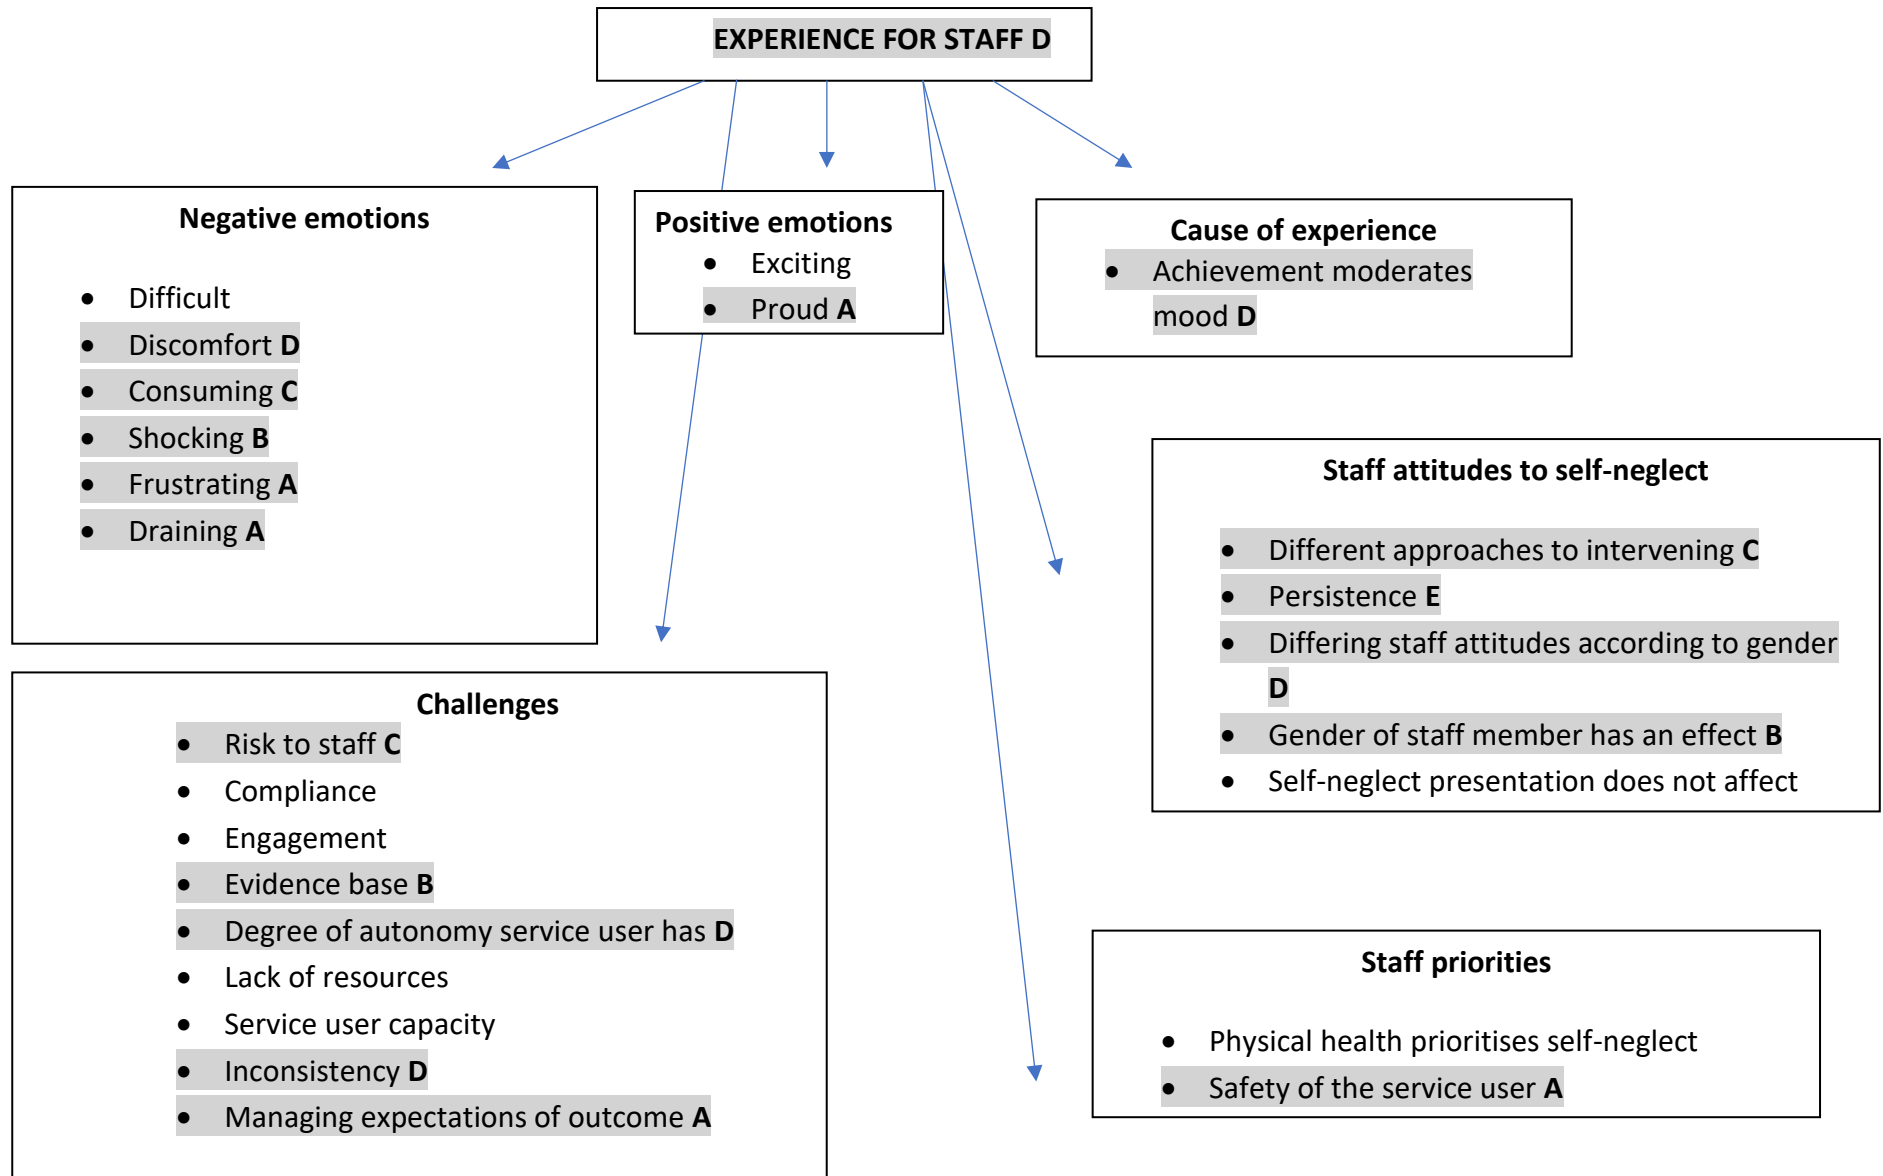 EXPERIENCE FOR STAFF D
Negative emotions
• Difficult
• Discomfort D
• Consuming C
• Shocking B
• Frustrating A
• Draining A
Positive emotions
• Exciting
• Proud A
Cause of experience
• Achievement moderates
mood D
Staff attitudes to self-neglect
• Different approaches to intervening C
• Persistence E
• Differing staff attitudes according to gender
D
• Gender of staff member has an effect B
• Self-neglect presentation does not affect
Challenges
• Risk to staff C
• Compliance
• Engagement
• Evidence base B
• Degree of autonomy service user has D
• Lack of resources
• Service user capacity
• Inconsistency D
• Managing expectations of outcome A
Staff priorities
• Physical health prioritises self-neglect
• Safety of the service user A